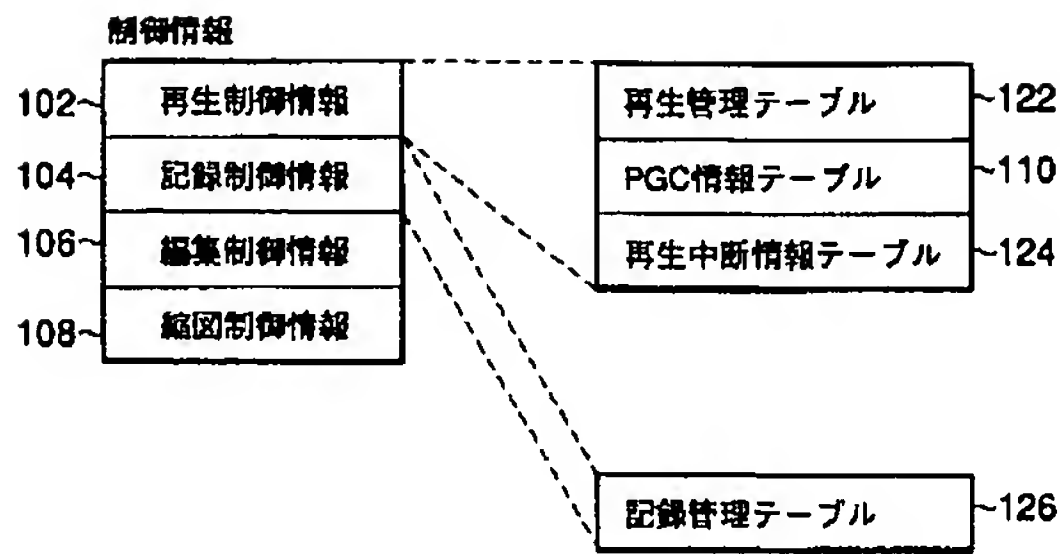 制御情報
102~ 再生制御情報
104~ 記録制御情報
106~ 編集制御情報
108~ 縮図制御情報
再生管理テーブル ~122
PGC情報テーブル ~110
再生中断情報テーブル ~124
記録管理テーブル ~126